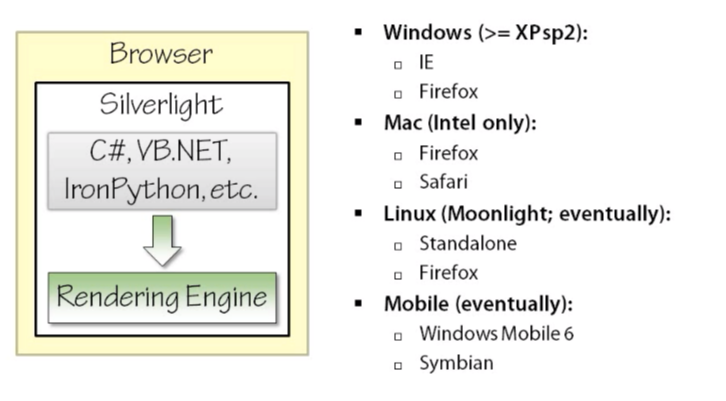 Browser
Silverlight
C#, VB.NET,
IronPython, etc.
Rendering Engine
▪ Windows (>= XPsp2):
▫ IE
▫ Firefox
▪ Mac (Intel only):
▫ Firefox
▫ Safari
▪ Linux (Moonlight; eventually):
▫ Standalone
▫ Firefox
▪ Mobile (eventually):
▫ Windows Mobile 6
▫ Symbian